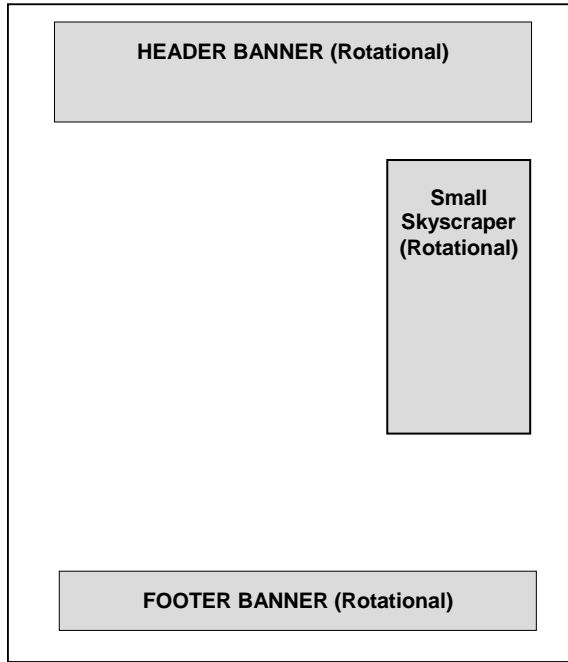 HEADER BANNER (Rotational)
Small
Skyscraper
(Rotational)
FOOTER BANNER (Rotational)